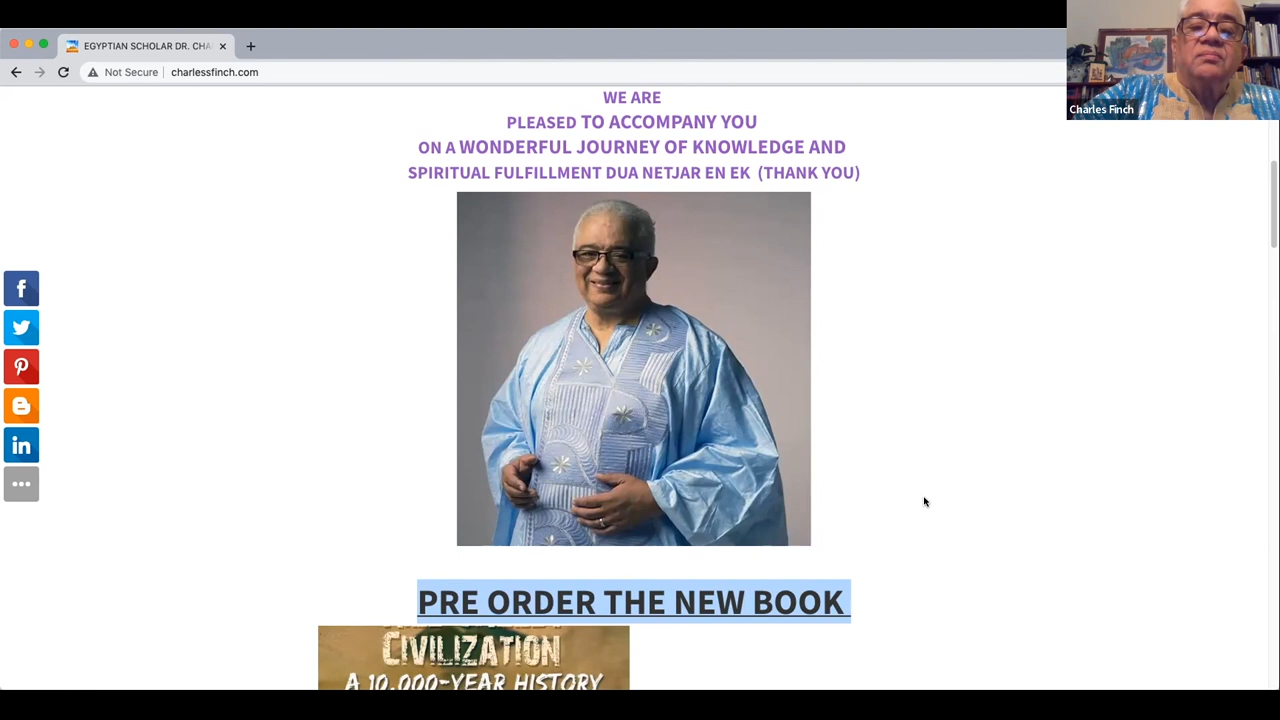 EGYPTIAN SCHOLAR DR. CHA
Not Secure
charlessfinch.com
Charles Finch
WE ARE
PLEASED TO ACCOMPANY YOU
ON A WONDERFUL JOURNEY OF KNOWLEDGE AND
SPIRITUAL FULFILLMENT DUA NETJAR EN EK (THANK YOU)
PRE ORDER THE NEW BOOK
CIVILIZATION
A 10,000-YEAR HISTORY